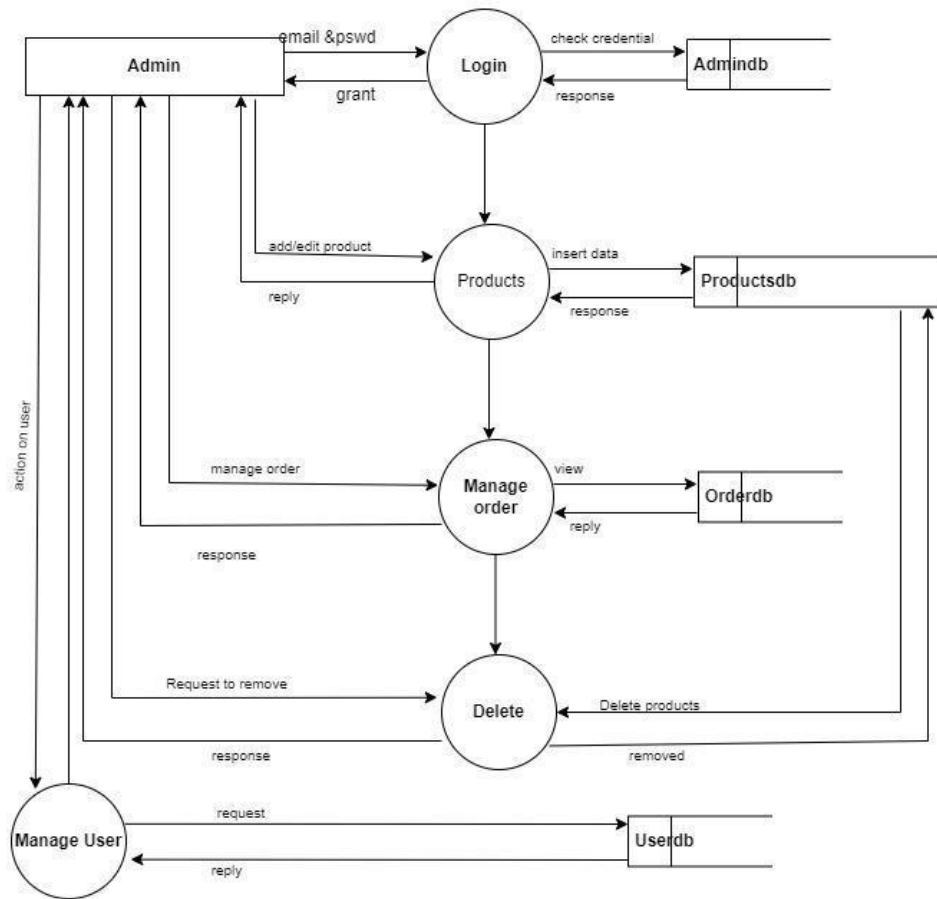 email &pswd
check credential
Admin
Login
Admindb
grant
response
add/edit product
insert data
Products
Productsdb
reply
response
action on user
manage order
view
Manage
order
Orderdb
reply
response
Request to remove
Delete
Delete products
response
removed
request
Manage User
Userdb
reply